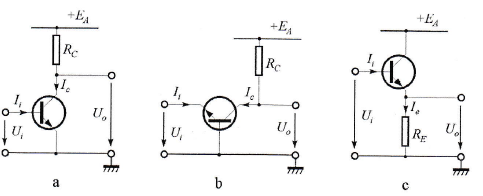 +E_A +E_A +E_A
R_C R_C
I_i I_c I_i I_c I_i I_e
U_i U_o U_i U_o U_i R_E U_o
a b c